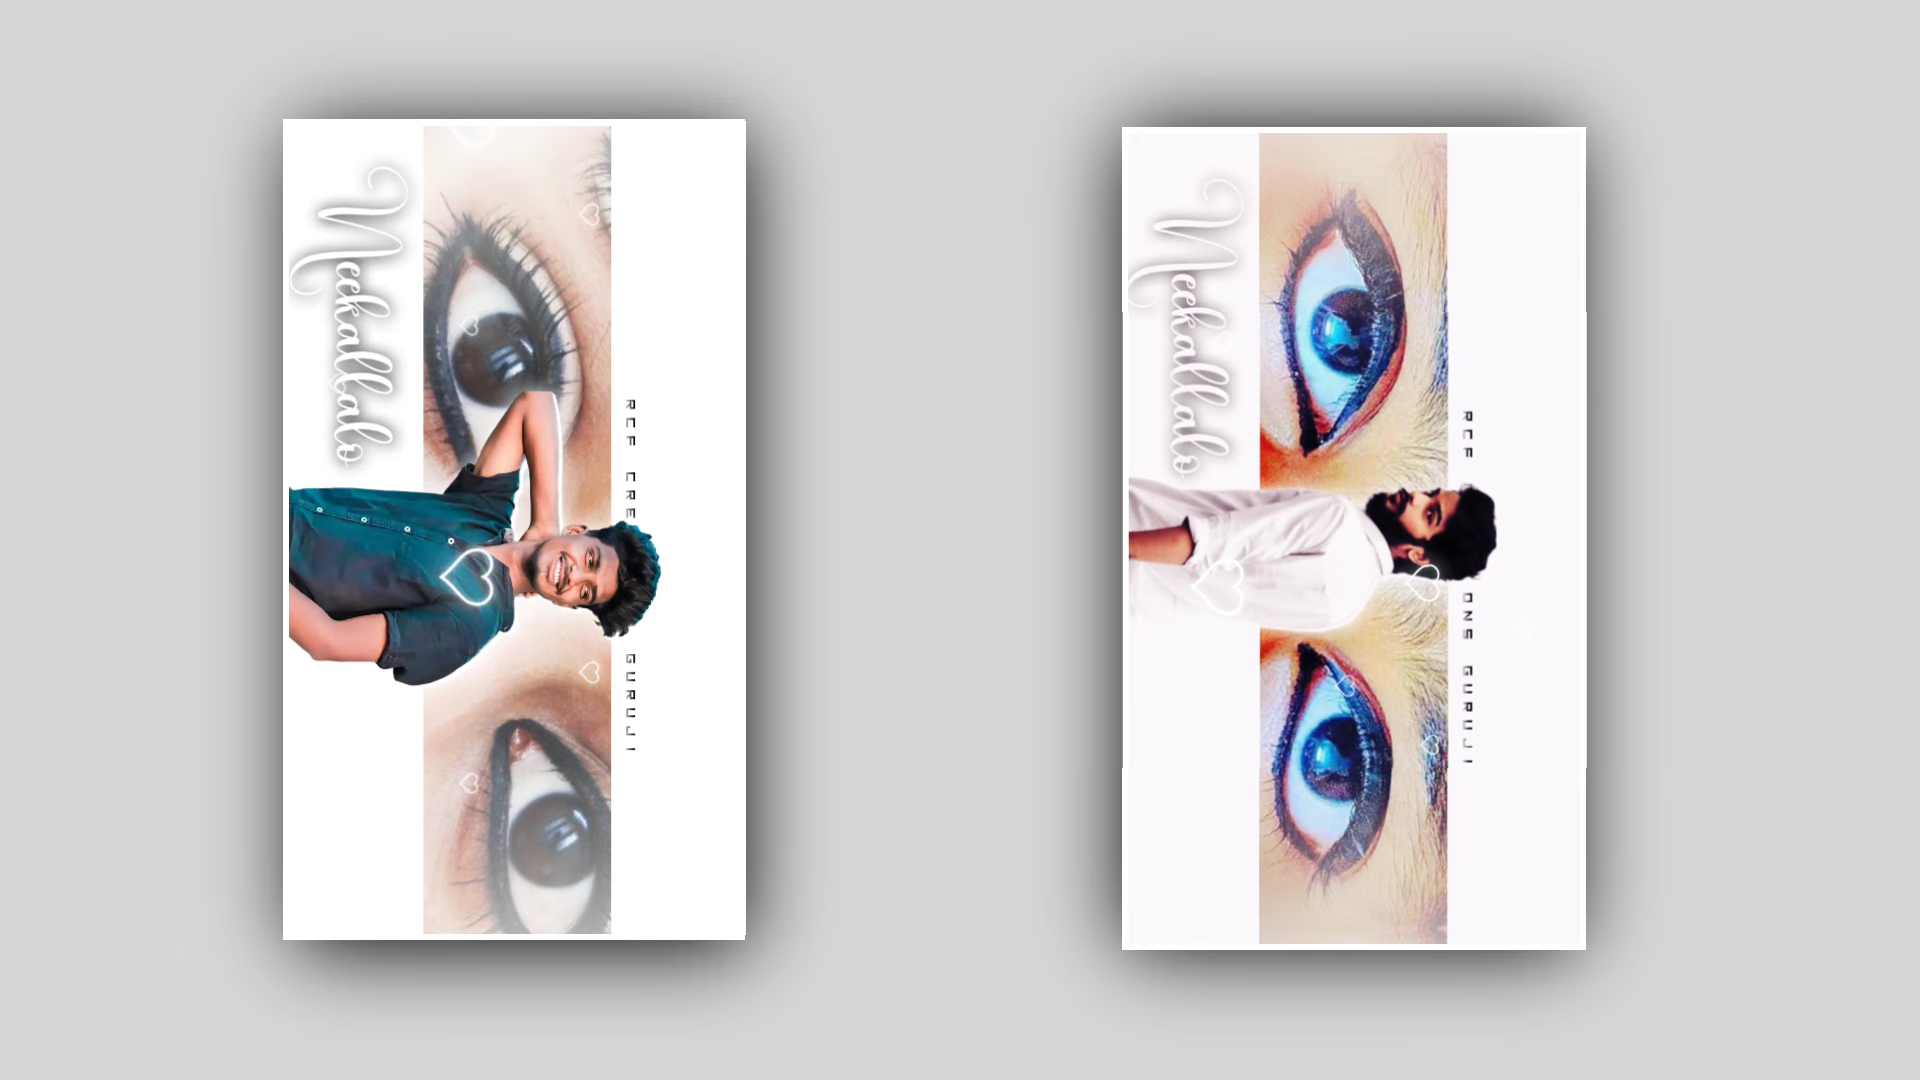 Neekallalo
RCF CRE
GURUJI
Neekallalo
RCF
ONS GURUJI